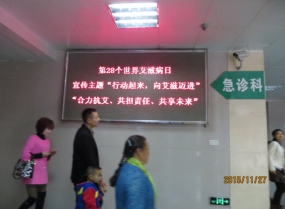 第28个世界艾滋病日
宣传主题“行动起来，向艾滋迈进”
“合力抗艾、共担责任、共享未来”
急诊科
2015/11/27